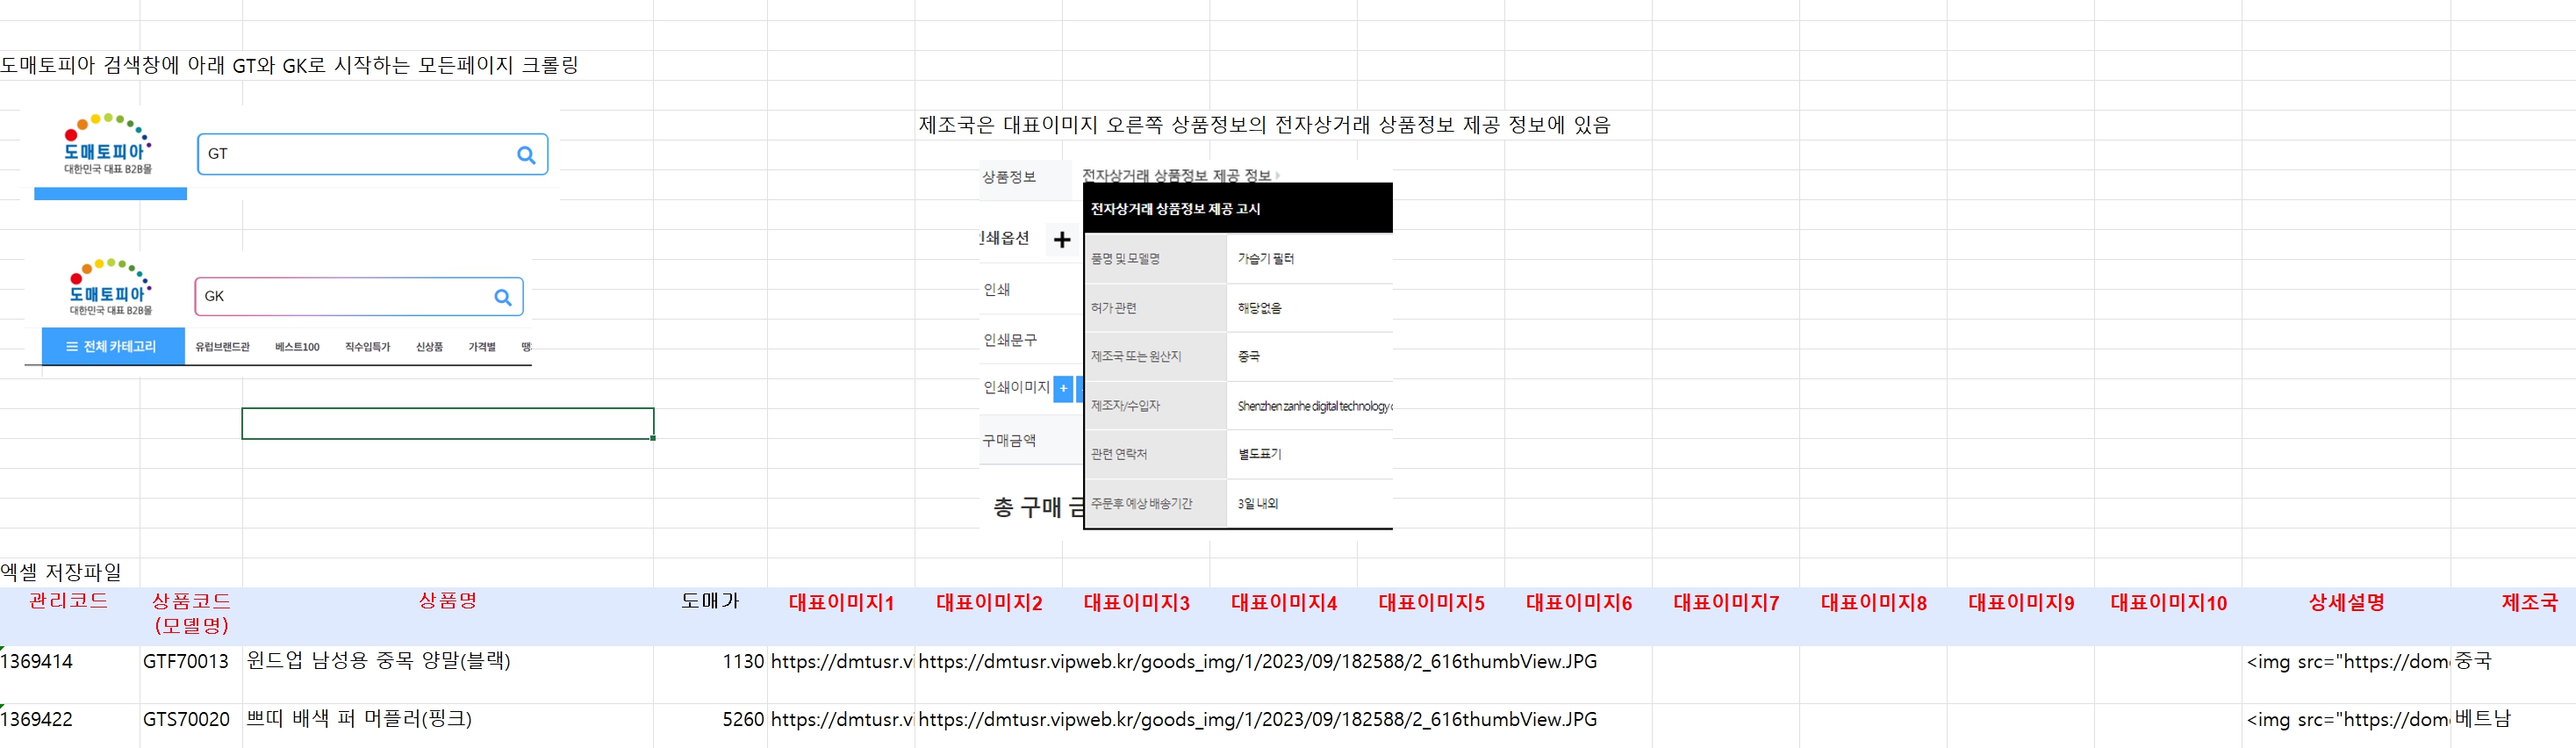 도매토피아 검색창에 아래 GT와 GK로 시작하는 모든페이지 크롤링
도매토피아
대한민국 대표 B2B몰
GT
도매토피아
대한민국 대표 B2B몰
GK
전체 카테고리 유럽브랜드관 베스트100 직수입특가 신상품 가격별
제조국은 대표이미지 오른쪽 상품정보의 전자상거래 상품정보 제공 정보에 있음
상품정보 전자상거래 상품정보 제공 정보
전자상거래 상품정보 제공 고시
인쇄옵션 +
품명 및 모델명 가습기 필터
인쇄
허가 관련 해당없음
인쇄문구
제조국 또는 원산지 중국
인쇄이미지 +
제조자/수입자 Shenzhen zanhe digital technology
구매금액
관련 연락처 별도표기
총 구매
주문후 예상 배송기간 3일 내외
엑셀 저장파일
관리코드 상품코드 상품명 도매가 대표이미지1 대표이미지2 대표이미지3 대표이미지4 대표이미지5 대표이미지6 대표이미지7 대표이미지8 대표이미지9 대표이미지10 상세설명 제조국
(모델명)
1369414 GTF70013 윈드업 남성용 중목 양말(블랙) 1130 https://dmtusr.vi https://dmtusr.vipweb.kr/goods_img/1/2023/09/182588/2_616thumbView.JPG <img src="https://dom 중국
1369422 GTS70020 쁘띠 배색 퍼 머플러(핑크) 5260 https://dmtusr.vi https://dmtusr.vipweb.kr/goods_img/1/2023/09/182588/2_616thumbView.JPG <img src="https://dom 베트남